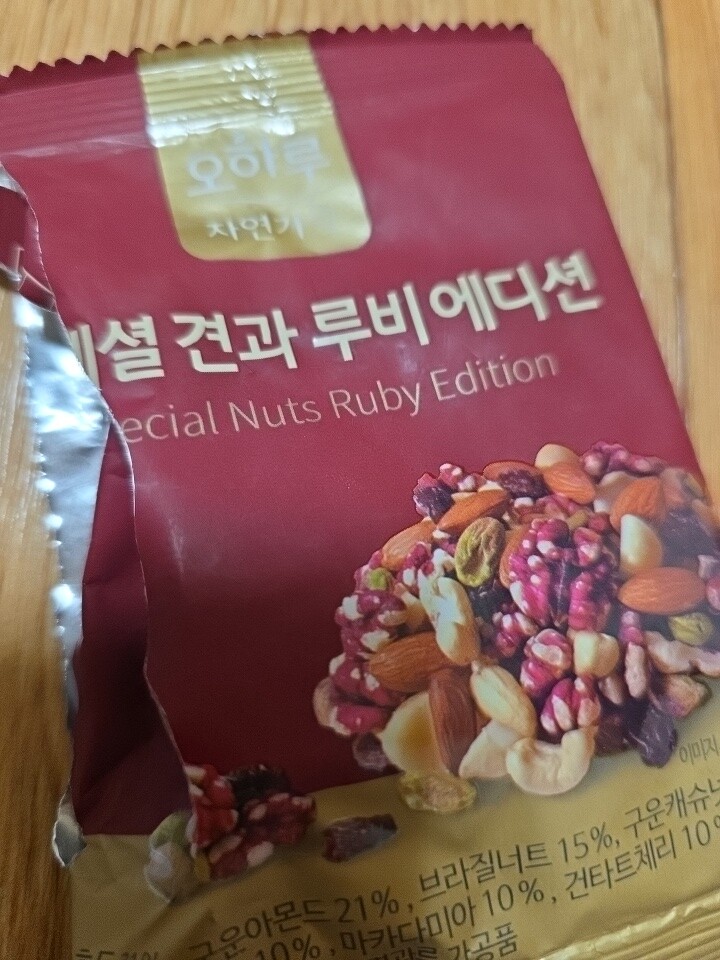 오하루
자연가
셜 견과 루비 에디션
ecial Nuts Ruby Edition
이미지
구운아몬드 21%, 브라질너트 15%, 구운캐슈
10%, 마카다미아 10%, 건타트체리 10%
가공품